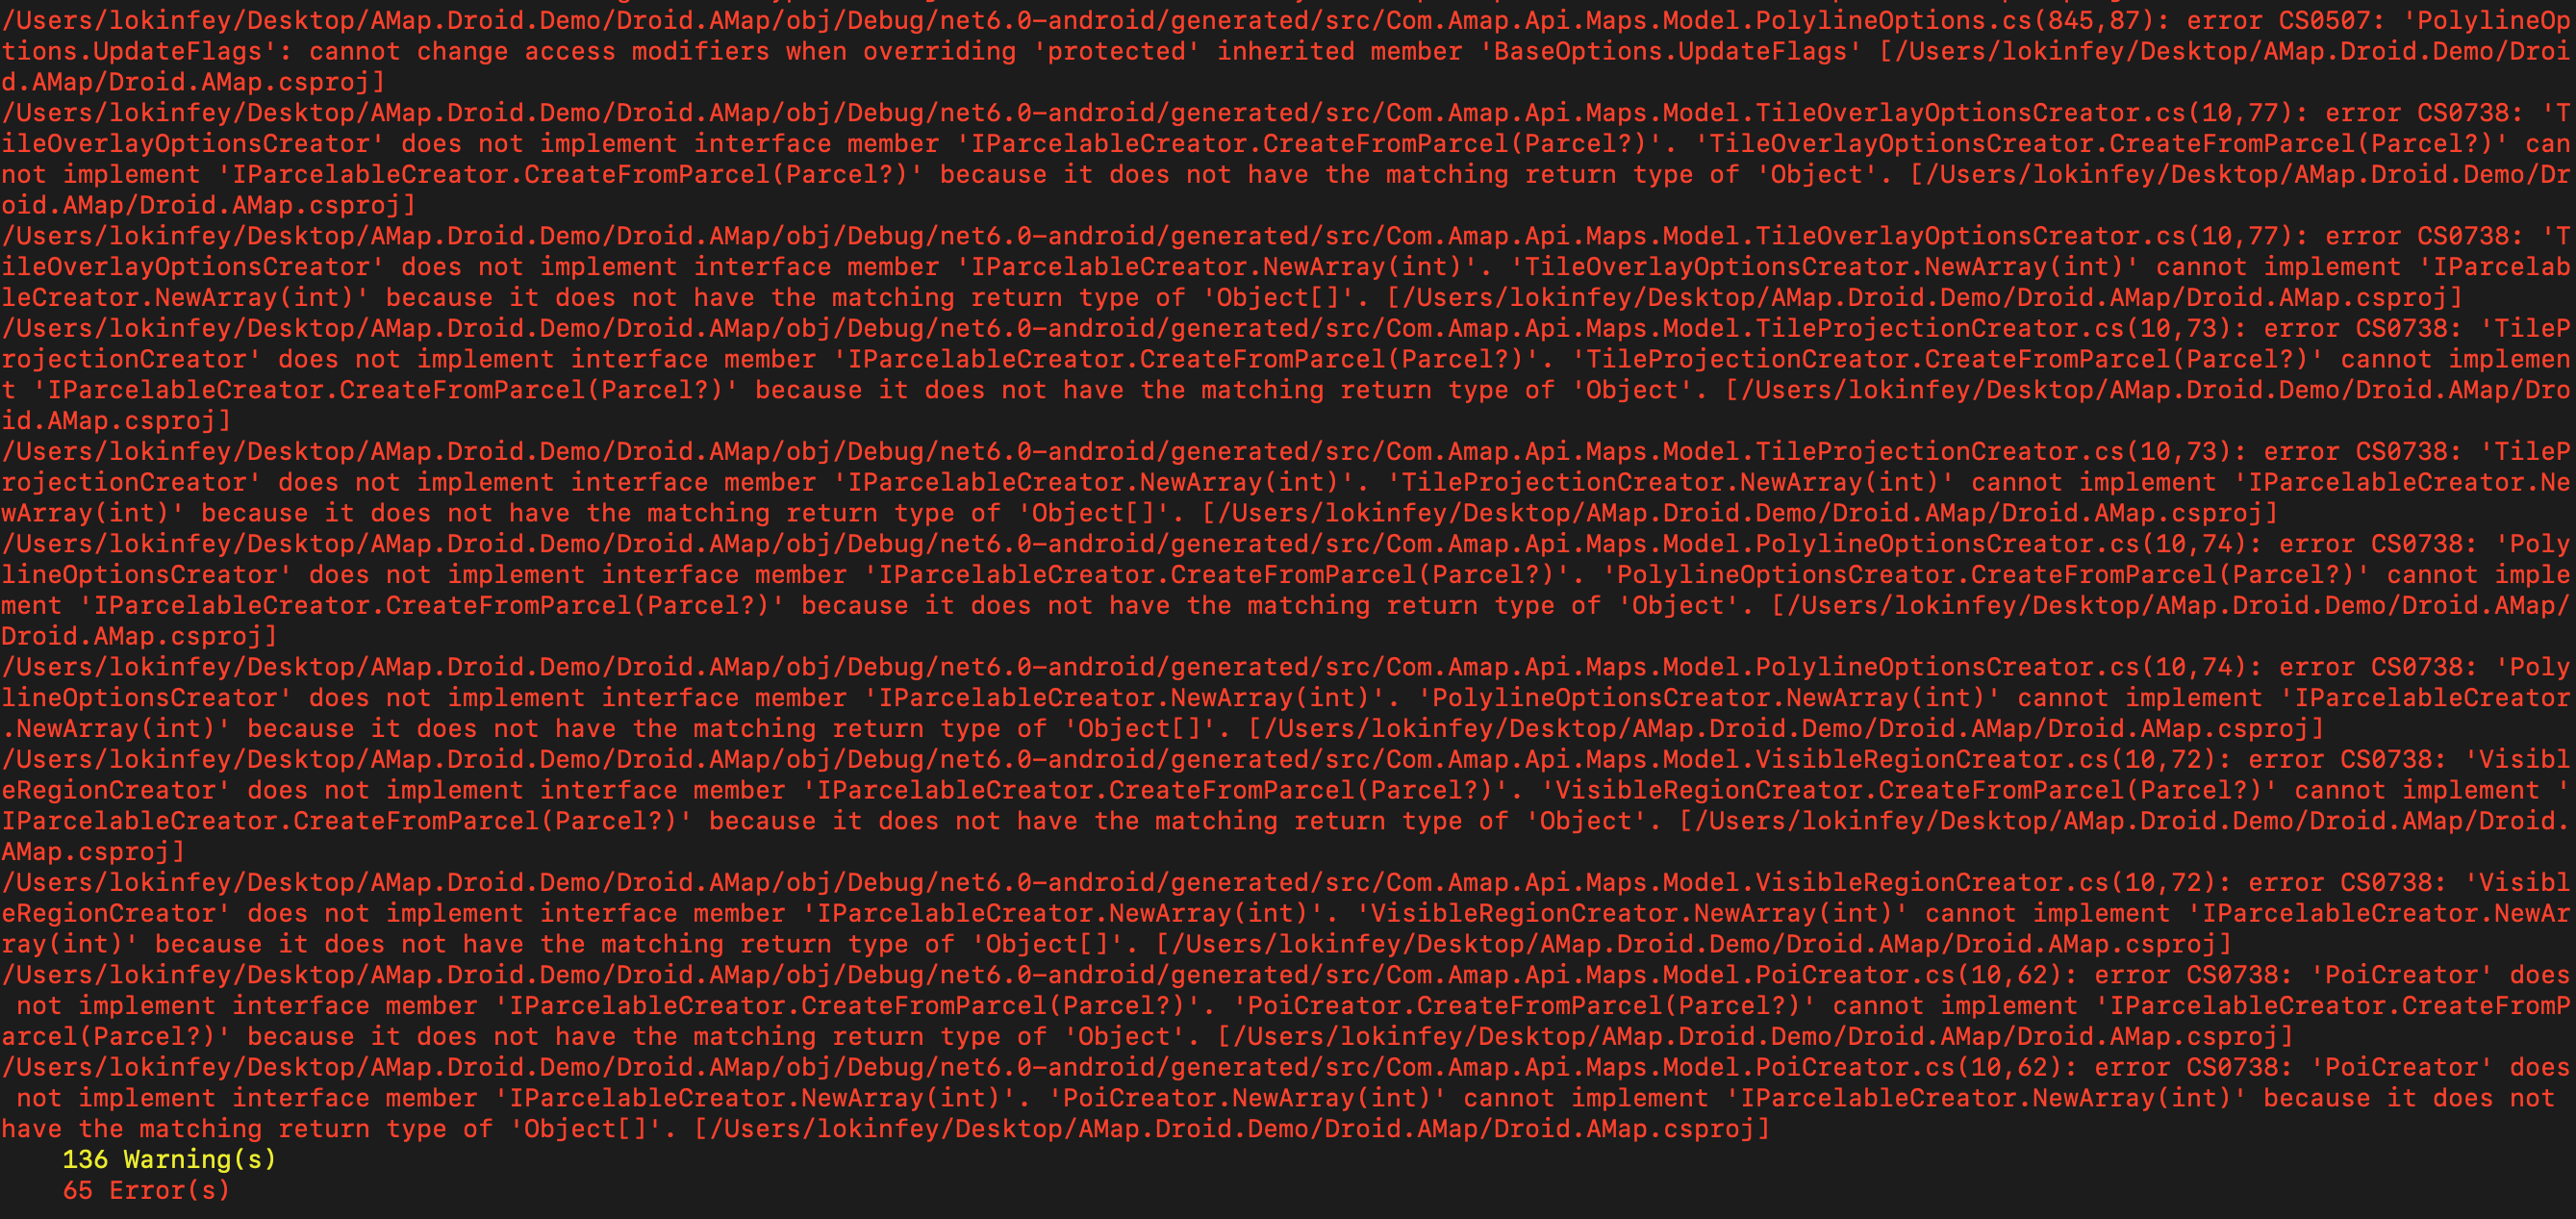 /Users/lokinfey/Desktop/AMap.Droid.Demo/Droid.AMap/obj/Debug/net6.0-android/generated/src/Com.Amap.Api.Maps.Model.PolylineOptions.cs(845,87): error CS0507: 'PolylineOp
tions.UpdateFlags': cannot change access modifiers when overriding 'protected' inherited member 'BaseOptions.UpdateFlags' [/Users/lokinfey/Desktop/AMap.Droid.Demo/Droi
d.AMap/Droid.AMap.csproj]
/Users/lokinfey/Desktop/AMap.Droid.Demo/Droid.AMap/obj/Debug/net6.0-android/generated/src/Com.Amap.Api.Maps.Model.TileOverlayOptionsCreator.cs(10,77): error CS0738: 'T
ileOverlayOptionsCreator' does not implement interface member 'IParcelableCreator.CreateFromParcel(Parcel?)'. 'TileOverlayOptionsCreator.CreateFromParcel(Parcel?)' can
not implement 'IParcelableCreator.CreateFromParcel(Parcel?)' because it does not have the matching return type of 'Object'. [/Users/lokinfey/Desktop/AMap.Droid.Demo/Dr
oid.AMap/Droid.AMap.csproj]
/Users/lokinfey/Desktop/AMap.Droid.Demo/Droid.AMap/obj/Debug/net6.0-android/generated/src/Com.Amap.Api.Maps.Model.TileOverlayOptionsCreator.cs(10,77): error CS0738: 'T
ileOverlayOptionsCreator' does not implement interface member 'IParcelableCreator.NewArray(int)'. 'TileOverlayOptionsCreator.NewArray(int)' cannot implement 'IParcelab
leCreator.NewArray(int)' because it does not have the matching return type of 'Object[]'. [/Users/lokinfey/Desktop/AMap.Droid.Demo/Droid.AMap/Droid.AMap.csproj]
/Users/lokinfey/Desktop/AMap.Droid.Demo/Droid.AMap/obj/Debug/net6.0-android/generated/src/Com.Amap.Api.Maps.Model.TileProjectionCreator.cs(10,73): error CS0738: 'TileP
rojectionCreator' does not implement interface member 'IParcelableCreator.CreateFromParcel(Parcel?)'. 'TileProjectionCreator.CreateFromParcel(Parcel?)' cannot implemen
t 'IParcelableCreator.CreateFromParcel(Parcel?)' because it does not have the matching return type of 'Object'. [/Users/lokinfey/Desktop/AMap.Droid.Demo/Droid.AMap/Dro
id.AMap.csproj]
/Users/lokinfey/Desktop/AMap.Droid.Demo/Droid.AMap/obj/Debug/net6.0-android/generated/src/Com.Amap.Api.Maps.Model.TileProjectionCreator.cs(10,73): error CS0738: 'TileP
rojectionCreator' does not implement interface member 'IParcelableCreator.NewArray(int)'. 'TileProjectionCreator.NewArray(int)' cannot implement 'IParcelableCreator.Ne
wArray(int)' because it does not have the matching return type of 'Object[]'. [/Users/lokinfey/Desktop/AMap.Droid.Demo/Droid.AMap/Droid.AMap.csproj]
/Users/lokinfey/Desktop/AMap.Droid.Demo/Droid.AMap/obj/Debug/net6.0-android/generated/src/Com.Amap.Api.Maps.Model.PolylineOptionsCreator.cs(10,74): error CS0738: 'Poly
lineOptionsCreator' does not implement interface member 'IParcelableCreator.CreateFromParcel(Parcel?)'. 'PolylineOptionsCreator.CreateFromParcel(Parcel?)' cannot imple
ment 'IParcelableCreator.CreateFromParcel(Parcel?)' because it does not have the matching return type of 'Object'. [/Users/lokinfey/Desktop/AMap.Droid.Demo/Droid.AMap/
Droid.AMap.csproj]
/Users/lokinfey/Desktop/AMap.Droid.Demo/Droid.AMap/obj/Debug/net6.0-android/generated/src/Com.Amap.Api.Maps.Model.PolylineOptionsCreator.cs(10,74): error CS0738: 'Poly
lineOptionsCreator' does not implement interface member 'IParcelableCreator.NewArray(int)'. 'PolylineOptionsCreator.NewArray(int)' cannot implement 'IParcelableCreator
.NewArray(int)' because it does not have the matching return type of 'Object[]'. [/Users/lokinfey/Desktop/AMap.Droid.Demo/Droid.AMap/Droid.AMap.csproj]
/Users/lokinfey/Desktop/AMap.Droid.Demo/Droid.AMap/obj/Debug/net6.0-android/generated/src/Com.Amap.Api.Maps.Model.VisibleRegionCreator.cs(10,72): error CS0738: 'Visibl
eRegionCreator' does not implement interface member 'IParcelableCreator.CreateFromParcel(Parcel?)'. 'VisibleRegionCreator.CreateFromParcel(Parcel?)' cannot implement '
IParcelableCreator.CreateFromParcel(Parcel?)' because it does not have the matching return type of 'Object'. [/Users/lokinfey/Desktop/AMap.Droid.Demo/Droid.AMap/Droid.
AMap.csproj]
/Users/lokinfey/Desktop/AMap.Droid.Demo/Droid.AMap/obj/Debug/net6.0-android/generated/src/Com.Amap.Api.Maps.Model.VisibleRegionCreator.cs(10,72): error CS0738: 'Visibl
eRegionCreator' does not implement interface member 'IParcelableCreator.NewArray(int)'. 'VisibleRegionCreator.NewArray(int)' cannot implement 'IParcelableCreator.NewAr
ray(int)' because it does not have the matching return type of 'Object[]'. [/Users/lokinfey/Desktop/AMap.Droid.Demo/Droid.AMap/Droid.AMap.csproj]
/Users/lokinfey/Desktop/AMap.Droid.Demo/Droid.AMap/obj/Debug/net6.0-android/generated/src/Com.Amap.Api.Maps.Model.PoiCreator.cs(10,62): error CS0738: 'PoiCreator' does
 not implement interface member 'IParcelableCreator.CreateFromParcel(Parcel?)'. 'PoiCreator.CreateFromParcel(Parcel?)' cannot implement 'IParcelableCreator.CreateFromP
arcel(Parcel?)' because it does not have the matching return type of 'Object'. [/Users/lokinfey/Desktop/AMap.Droid.Demo/Droid.AMap/Droid.AMap.csproj]
/Users/lokinfey/Desktop/AMap.Droid.Demo/Droid.AMap/obj/Debug/net6.0-android/generated/src/Com.Amap.Api.Maps.Model.PoiCreator.cs(10,62): error CS0738: 'PoiCreator' does
 not implement interface member 'IParcelableCreator.NewArray(int)'. 'PoiCreator.NewArray(int)' cannot implement 'IParcelableCreator.NewArray(int)' because it does not
have the matching return type of 'Object[]'. [/Users/lokinfey/Desktop/AMap.Droid.Demo/Droid.AMap/Droid.AMap.csproj]
    136 Warning(s)
    65 Error(s)